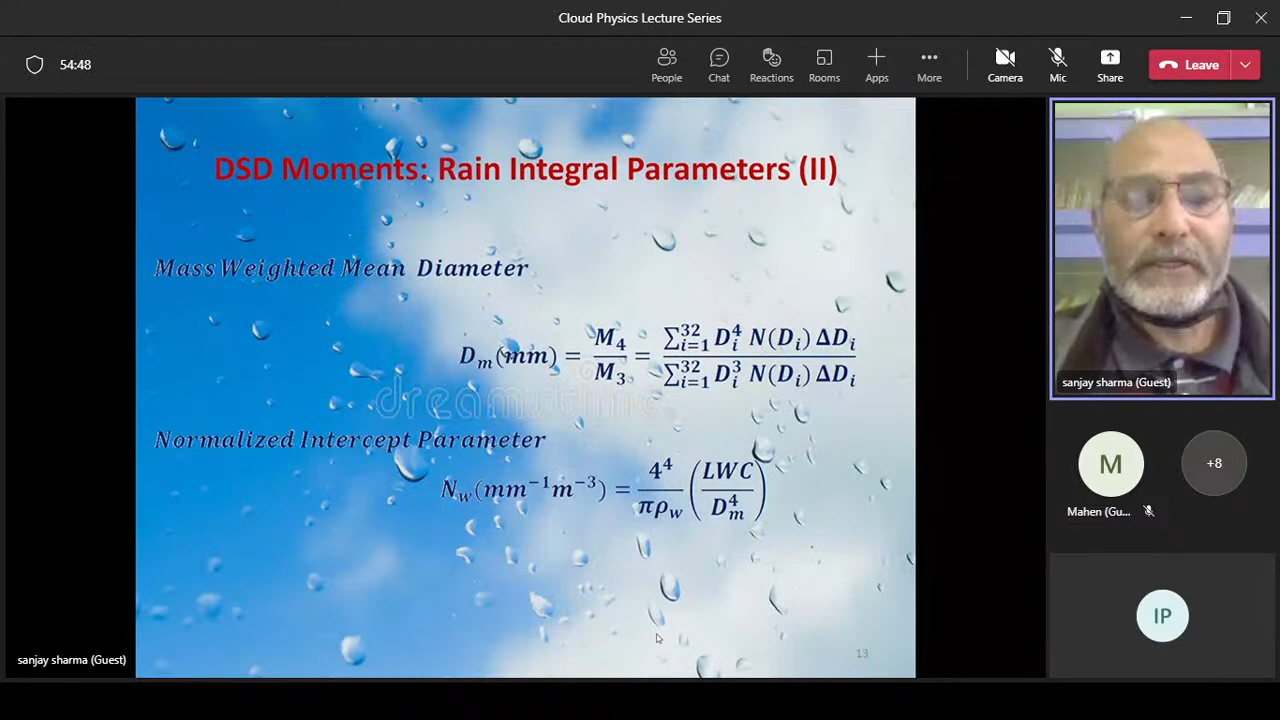 Cloud Physics Lecture Series
54:48
People
Chat
Reactions
Rooms
Apps
More
Camera
Mic
Share
Leave
DSD Moments: Rain Integral Parameters (II)
Mass Weighted Mean Diameter
D_m(mm) = M_4/M_3 = ∑_{i=1}^{32} D_i^4 N(D_i) ΔD_i / ∑_{i=1}^{32} D_i^3 N(D_i) ΔD_i
dreamstime
Normalized Intercept Parameter
N_w(mm^{-1}m^{-3}) = 4^4/πρ_w (LWC/D_m^4)
13
sanjay sharma (Guest)
sanjay sharma (Guest)
M
+8
Mahen (Gu...
IP